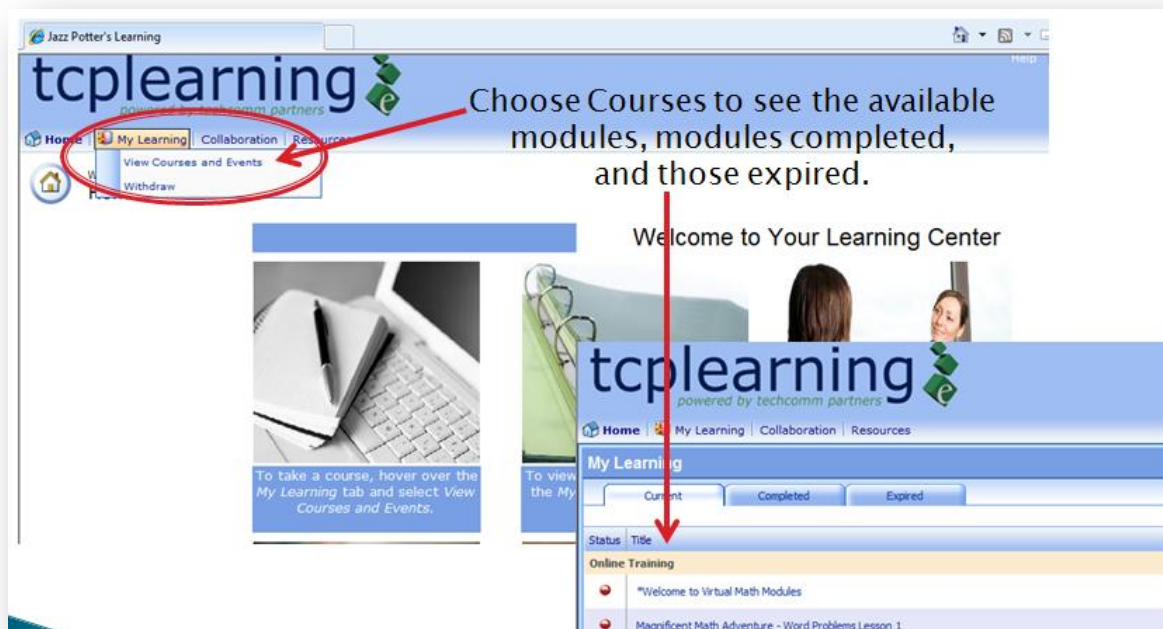 Jazz Potter's Learning
Help
tcplearning e
powered by techcomm partners
Home My Learning Collaboration Resources
View Courses and Events
Withdraw
Choose Courses to see the available
modules, modules completed,
and those expired.
Welcome to Your Learning Center
To take a course, hover over the
My Learning tab and select View
Courses and Events.
To view
the My
tcplearning e
powered by techcomm partners
Home My Learning Collaboration Resources
My Learning
Current Completed Expired
Status Title
Online Training
*Welcome to Virtual Math Modules
Magnificent Math Adventure - Word Problems Lesson 1